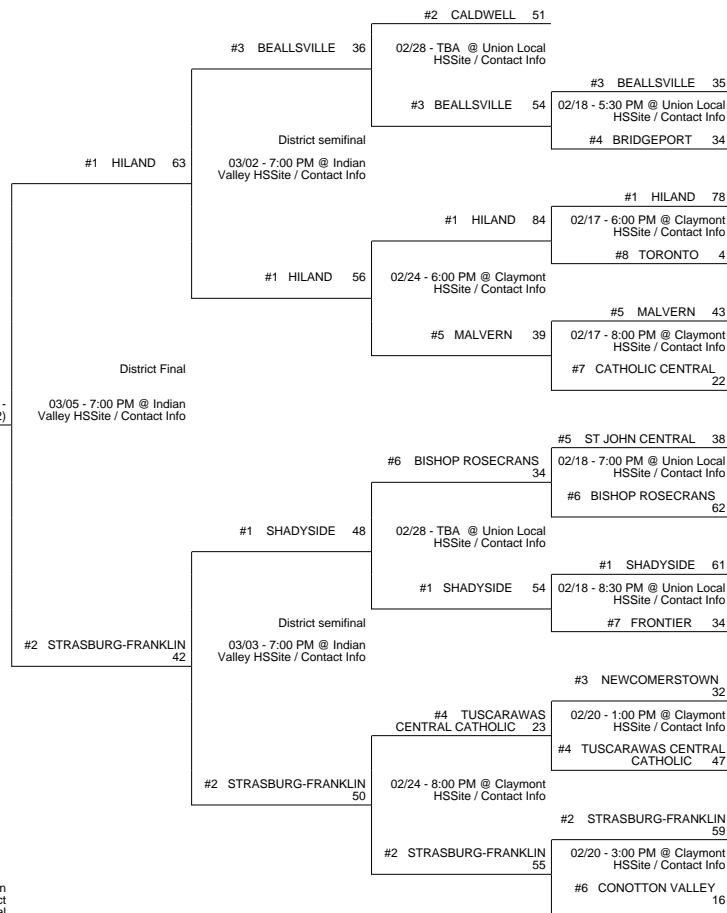 #2 CALDWELL 51
#3 BEALLSVILLE 36
02/28 - TBA @ Union Local
HSSite / Contact Info
#3 BEALLSVILLE 35
#3 BEALLSVILLE 54
02/18 - 5:30 PM @ Union Local
HSSite / Contact Info
District semifinal
#4 BRIDGEPORT 34
#1 HILAND 63
03/02 - 7:00 PM @ Indian
Valley HSSite / Contact Info
#1 HILAND 78
#1 HILAND 84
02/17 - 6:00 PM @ Claymont
HSSite / Contact Info
#8 TORONTO 4
#1 HILAND 56
02/24 - 6:00 PM @ Claymont
HSSite / Contact Info
#5 MALVERN 43
#5 MALVERN 39
02/17 - 8:00 PM @ Claymont
HSSite / Contact Info
District Final
#7 CATHOLIC CENTRAL
22
-
2)
03/05 - 7:00 PM @ Indian
Valley HSSite / Contact Info
#5 ST JOHN CENTRAL 38
#6 BISHOP ROSECRANS
34
02/18 - 7:00 PM @ Union Local
HSSite / Contact Info
#6 BISHOP ROSECRANS
62
#1 SHADYSIDE 48
02/28 - TBA @ Union Local
HSSite / Contact Info
#1 SHADYSIDE 61
#1 SHADYSIDE 54
02/18 - 8:30 PM @ Union Local
HSSite / Contact Info
District semifinal
#7 FRONTIER 34
#2 STRASBURG-FRANKLIN
42
03/03 - 7:00 PM @ Indian
Valley HSSite / Contact Info
#3 NEWCOMERSTOWN
32
#4 TUSCARAWAS
CENTRAL CATHOLIC 23
02/20 - 1:00 PM @ Claymont
HSSite / Contact Info
#4 TUSCARAWAS CENTRAL
CATHOLIC 47
#2 STRASBURG-FRANKLIN
50
02/24 - 8:00 PM @ Claymont
HSSite / Contact Info
#2 STRASBURG-FRANKLIN
59
#2 STRASBURG-FRANKLIN
55
02/20 - 3:00 PM @ Claymont
HSSite / Contact Info
#6 CONOTTON VALLEY
16
n
ct
al